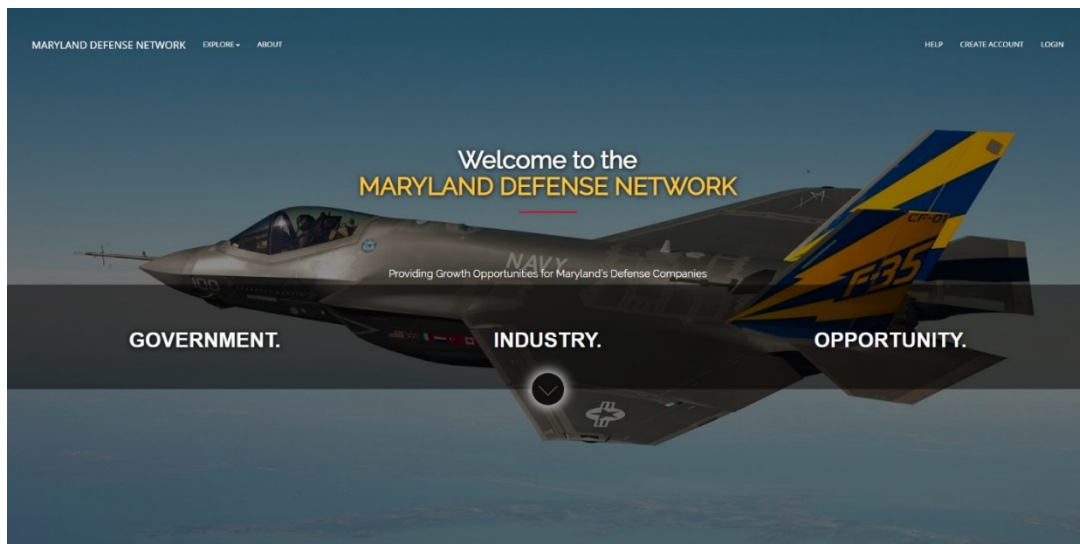 MARYLAND DEFENSE NETWORK EXPLORE ABOUT HELP CREATE ACCOUNT LOGIN
Welcome to the
MARYLAND DEFENSE NETWORK
CF-01
F-35
NAVY
Providing Growth Opportunities for Maryland's Defense Companies
100
GOVERNMENT. INDUSTRY. OPPORTUNITY.